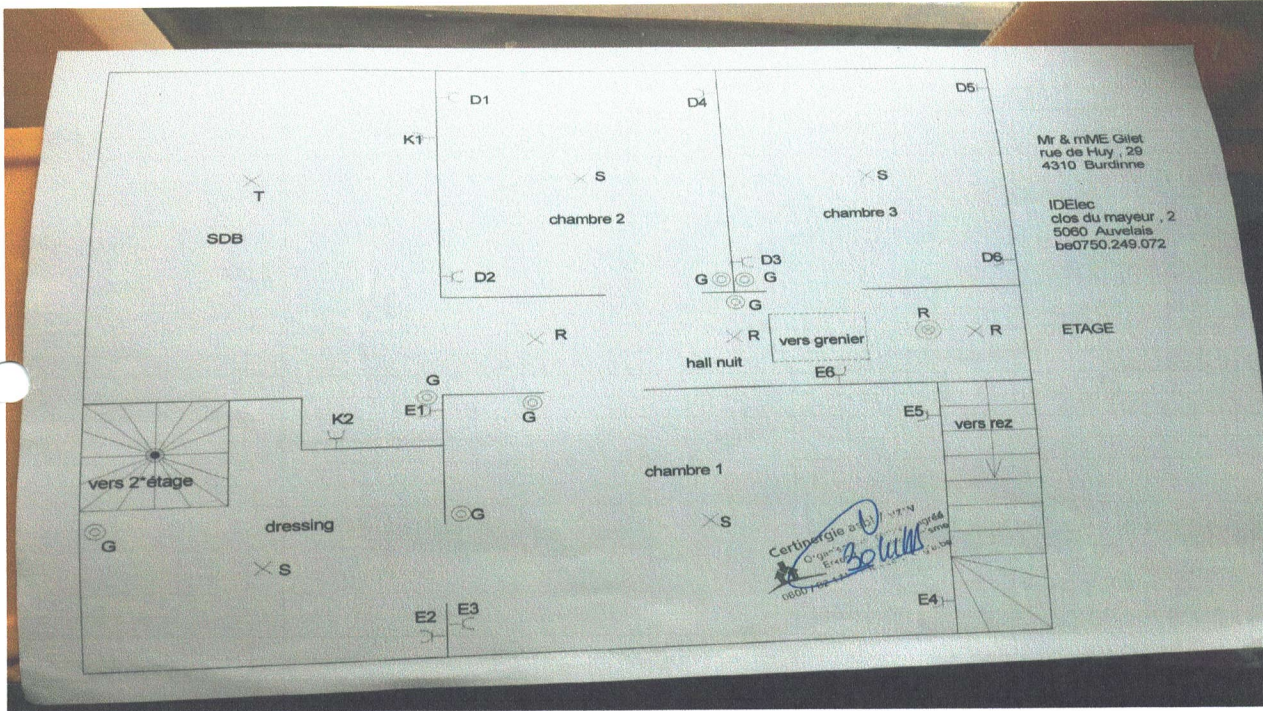 D1
D4
D5
K1
Mr & mME Gilet
rue de Huy , 29
4310 Burdinne
S
S
T
IDElec
clos du mayeur , 2
5060 Auvelais
be0750.249.072
chambre 2
chambre 3
SDB
D2
D3
D6
G
G
G
R
R
R
R
ETAGE
vers grenier
hall nuit
E6
G
E1
G
K2
E5
vers rez
vers 2°étage
chambre 1
dressing
G
S
G
S
Certinergie asbl
E2
E3
E4